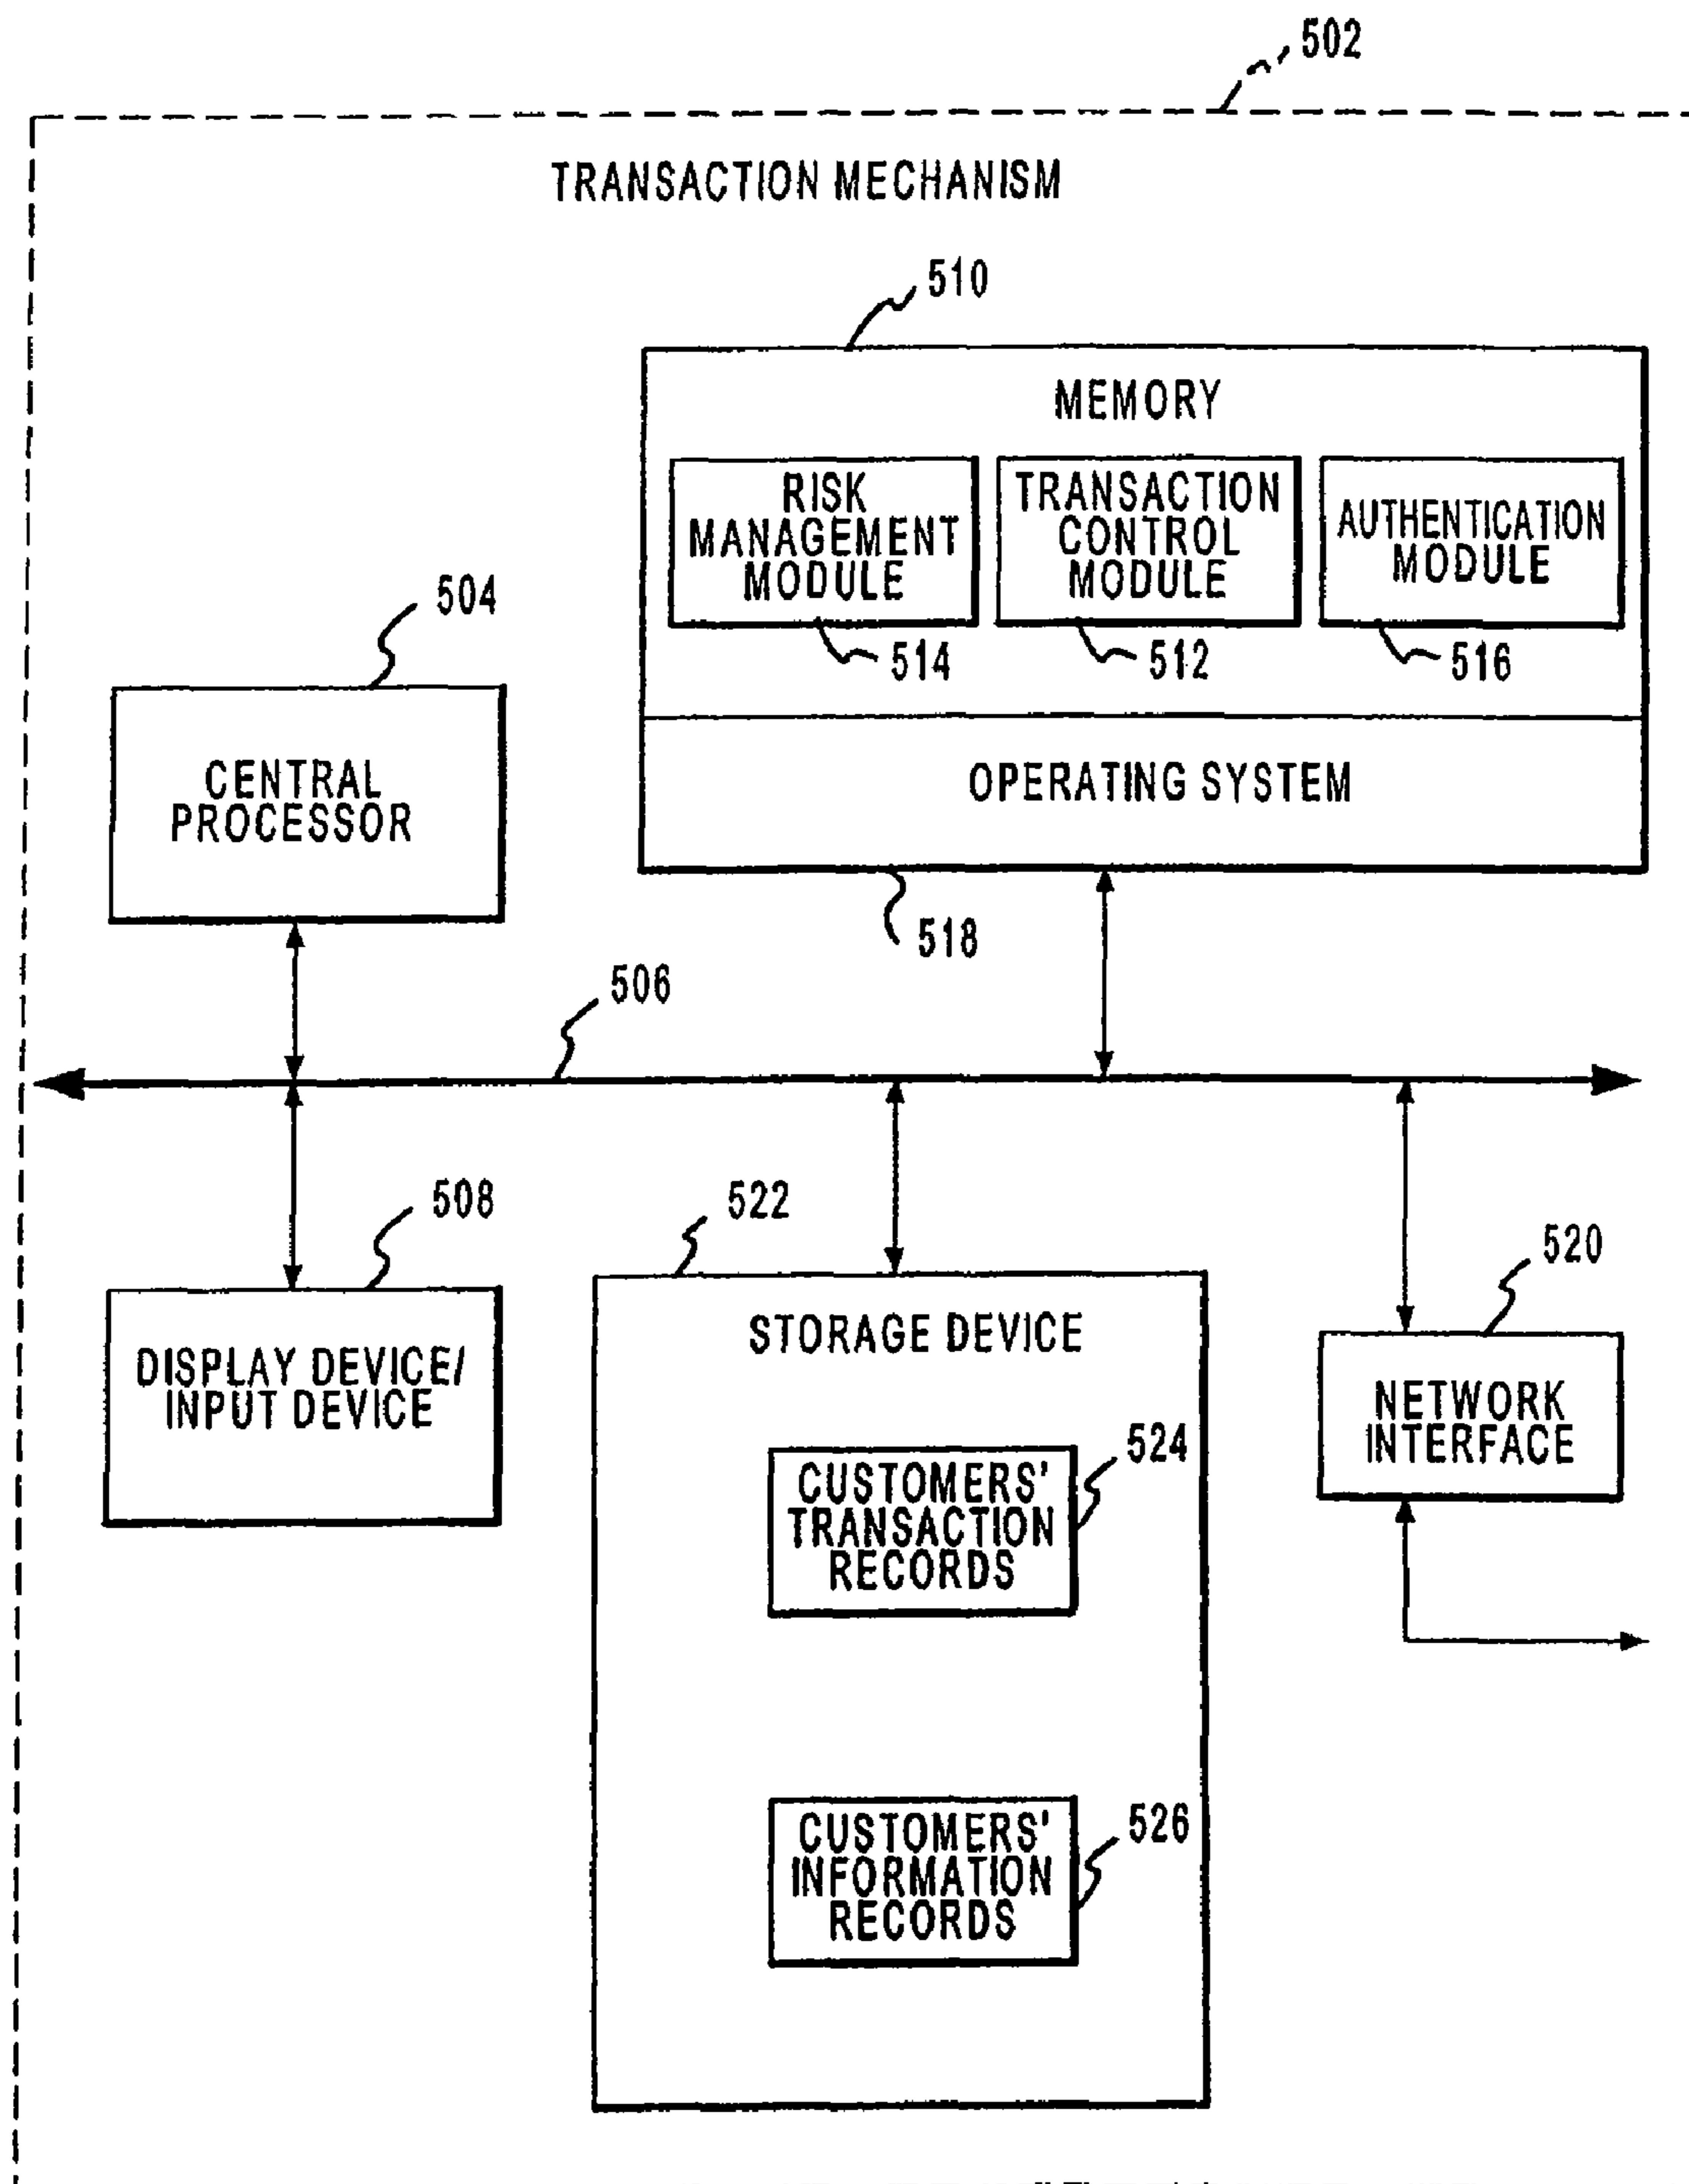 502
TRANSACTION MECHANISM
510
MEMORY
RISK
MANAGEMENT
MODULE
TRANSACTION
CONTROL
MODULE
AUTHENTICATION
MODULE
514
512
516
504
CENTRAL
PROCESSOR
OPERATING SYSTEM
518
506
508
522
520
DISPLAY DEVICE/
INPUT DEVICE
STORAGE DEVICE
NETWORK
INTERFACE
524
CUSTOMERS'
TRANSACTION
RECORDS
526
CUSTOMERS'
INFORMATION
RECORDS